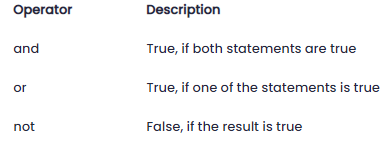 Operator Description
and True, if both statements are true
or True, if one of the statements is true
not False, if the result is true